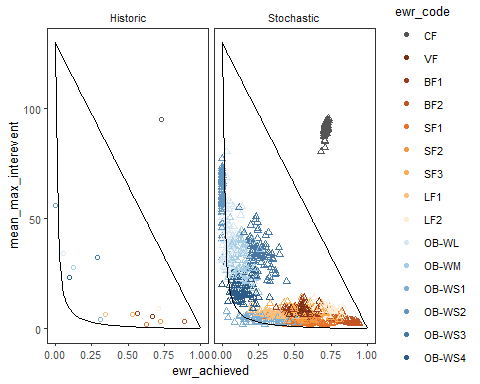 Historic
Stochastic
ewr_code
CF
VF
BF1
BF2
SF1
SF2
SF3
LF1
LF2
OB-WL
OB-WM
OB-WS1
OB-WS2
OB-WS3
OB-WS4
mean_max_interevent
100
50
0
0.00 0.25 0.50 0.75 1.00
0.00 0.25 0.50 0.75 1.00
ewr_achieved